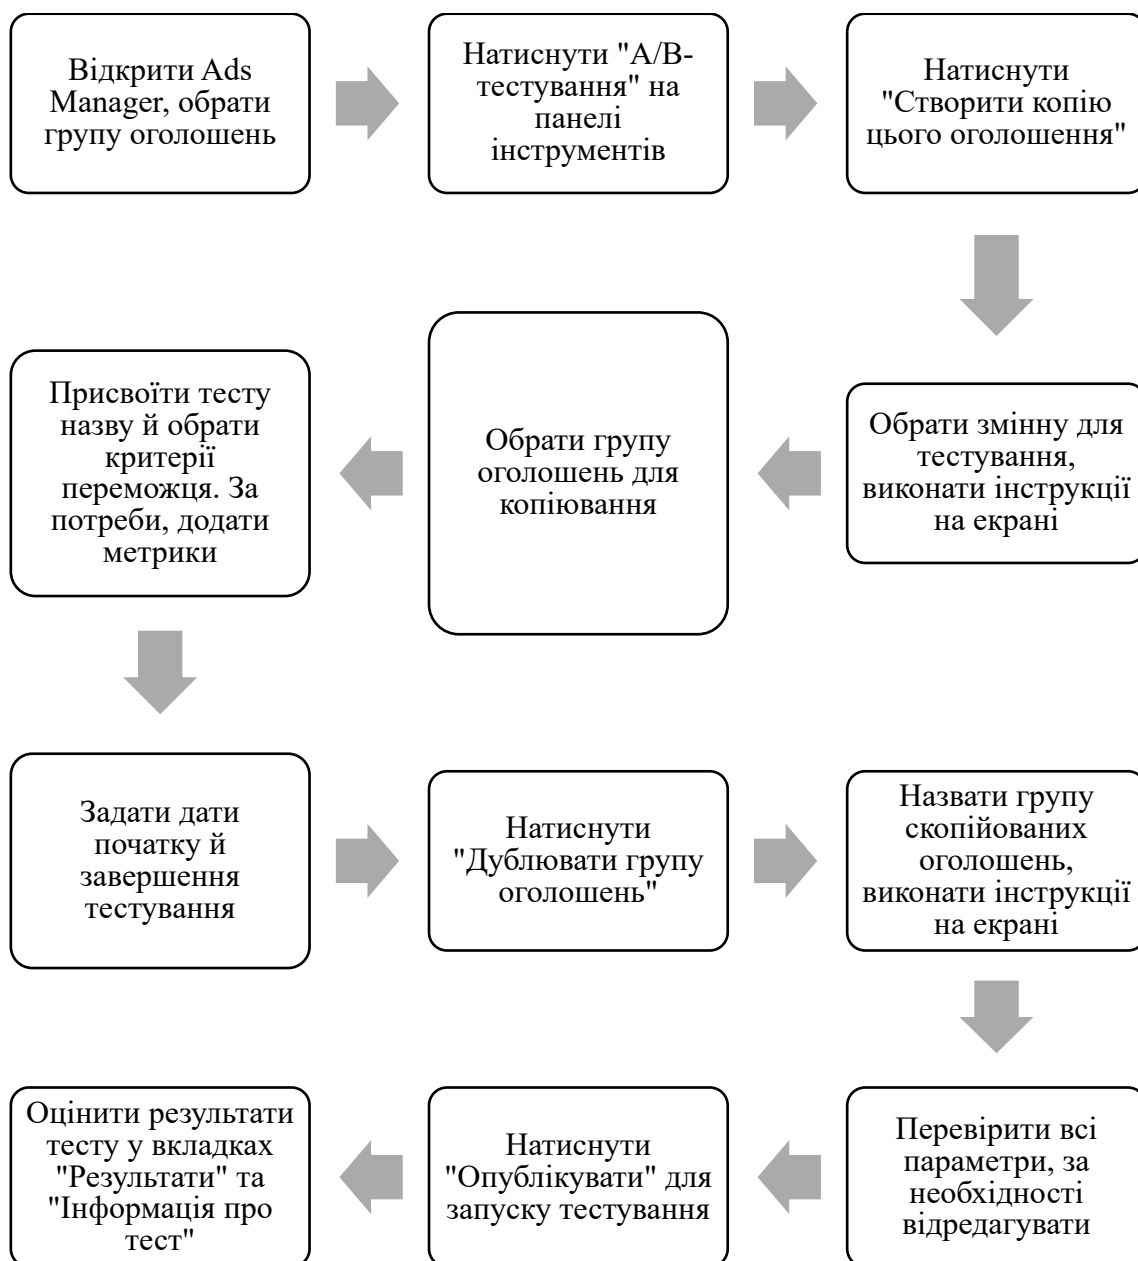 Відкрити Ads
Manager, обрати
групу оголошень
Натиснути "A/B-
тестування" на
панелі
інструментів
Натиснути
"Створити копію
цього оголошення"
Обрати змінну для
тестування,
виконати інструкції
на екрані
Обрати групу
оголошень для
копіювання
Присвоїти тесту
назву й обрати
критерії
переможця. За
потреби, додати
метрики
Задати дати
початку й
завершення
тестування
Натиснути
"Дублювати групу
оголошень"
Назвати групу
скопійованих
оголошень,
виконати інструкції
на екрані
Перевірити всі
параметри, за
необхідності
відредагувати
Натиснути
"Опублікувати" для
запуску тестування
Оцінити результати
тесту у вкладках
"Результати" та
"Інформація про
тест"